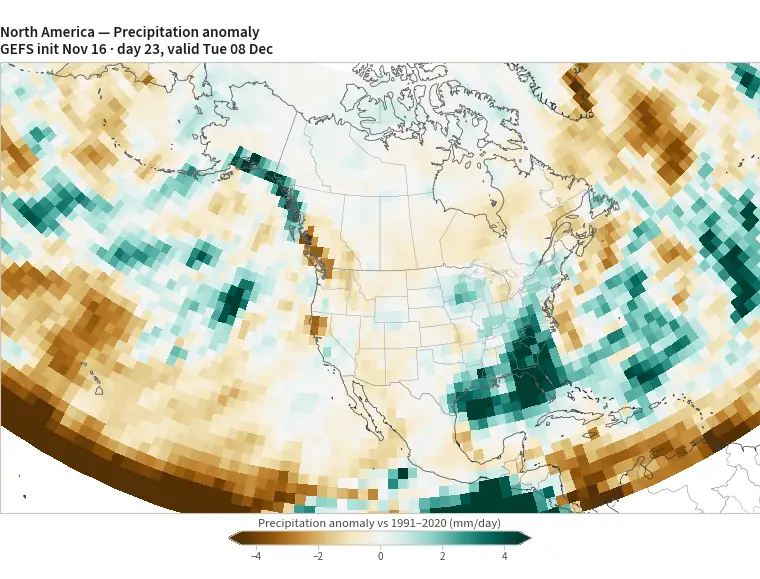 North America — Precipitation anomaly
GEFS init Nov 16 · day 23, valid Tue 08 Dec
Precipitation anomaly vs 1991–2020 (mm/day)
−4 −2 0 2 4